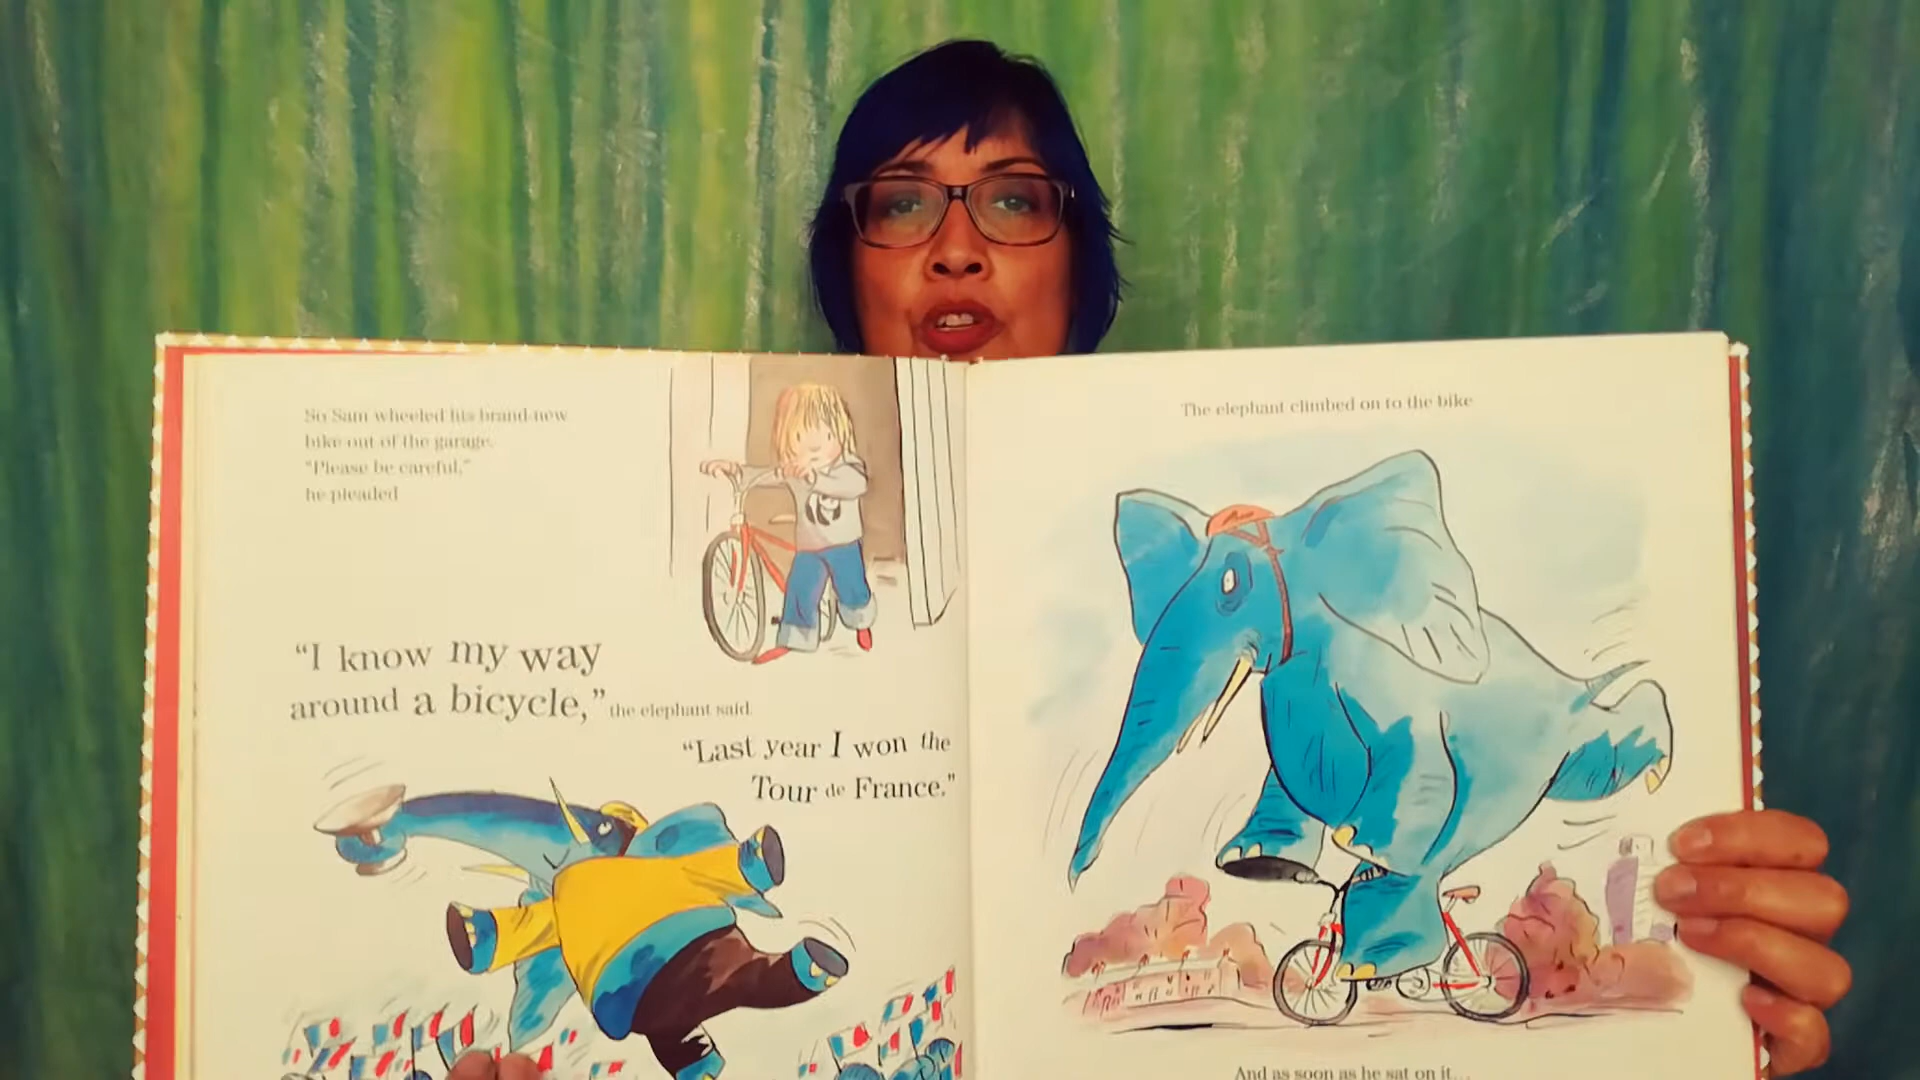 So Sam wheeled his brand-new
bike out of the garage.
"Please be careful,"
he pleaded
"I know my way
around a bicycle," the elephant said.
"Last year I won the
Tour de France."
The elephant climbed on to the bike
And as soon as he sat on it...